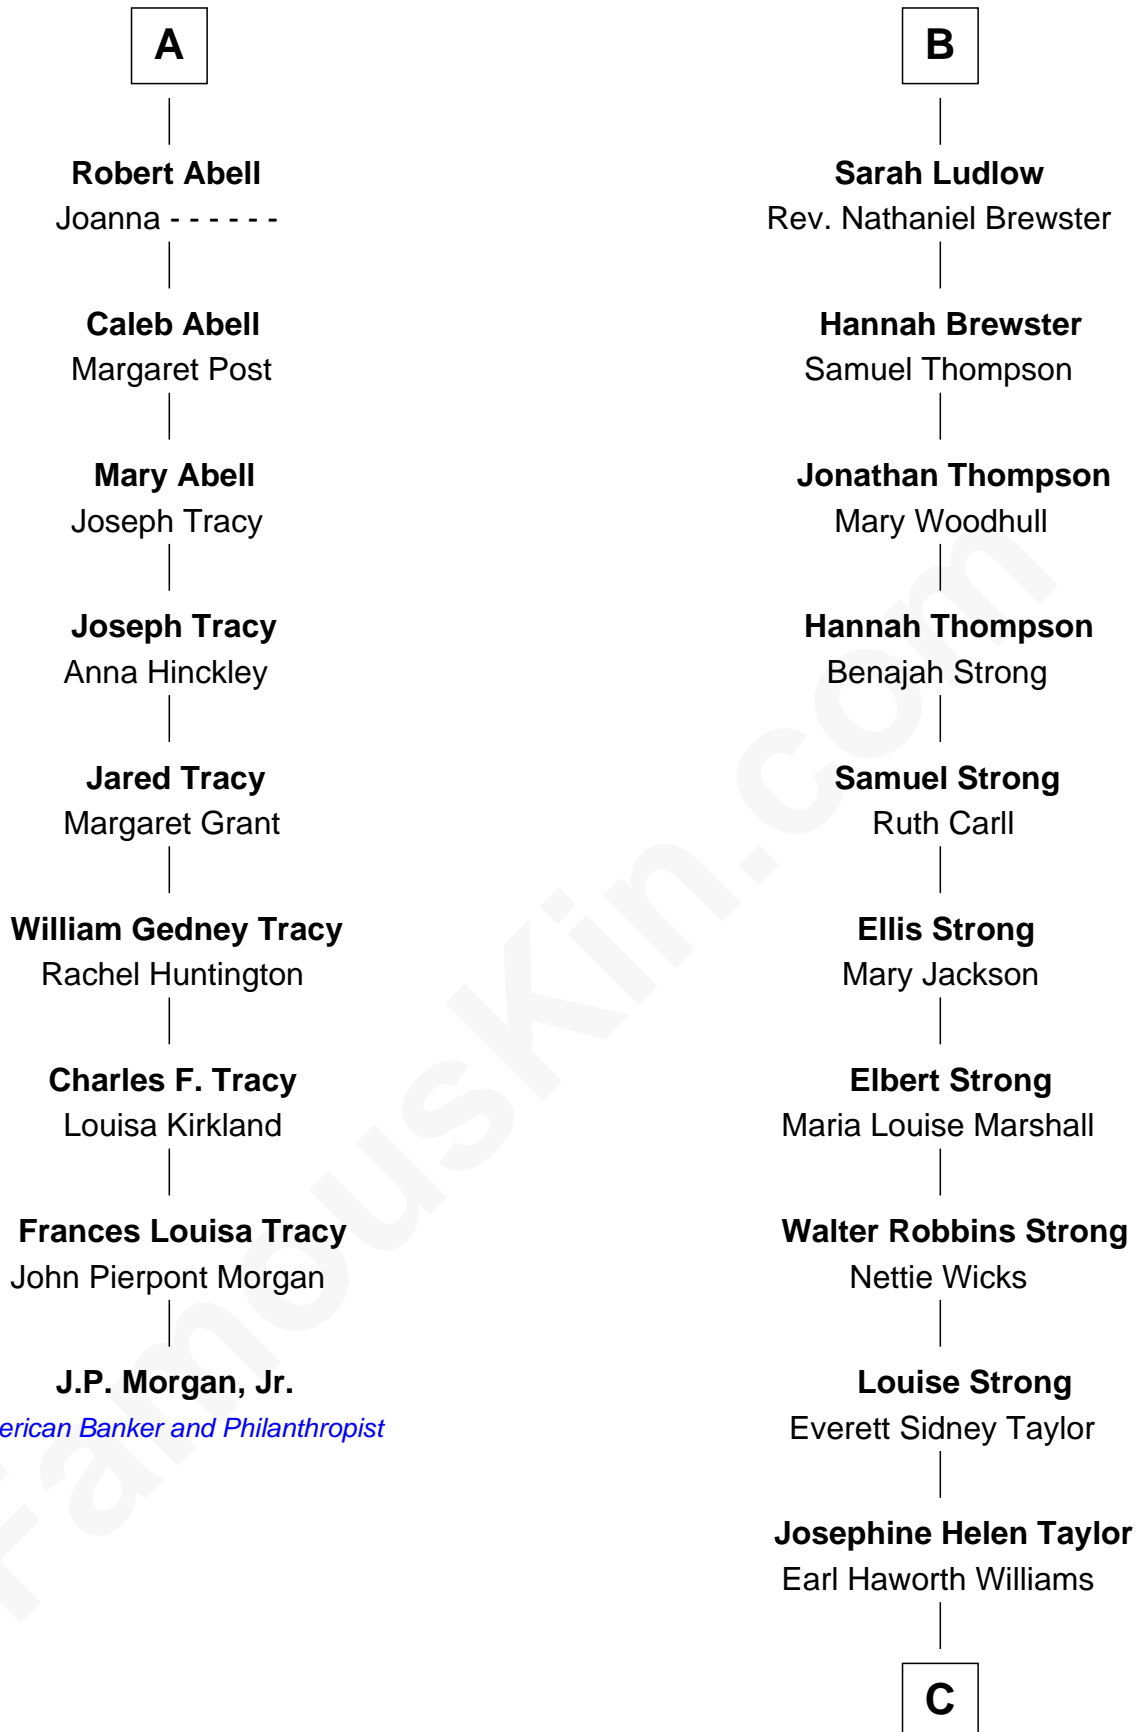 A
Robert Abell
Joanna - - - - - -
Caleb Abell
Margaret Post
Mary Abell
Joseph Tracy
Joseph Tracy
Anna Hinckley
Jared Tracy
Margaret Grant
William Gedney Tracy
Rachel Huntington
Charles F. Tracy
Louisa Kirkland
Frances Louisa Tracy
John Pierpont Morgan
J.P. Morgan, Jr.
erican Banker and Philanthropist
B
Sarah Ludlow
Rev. Nathaniel Brewster
Hannah Brewster
Samuel Thompson
Jonathan Thompson
Mary Woodhull
Hannah Thompson
Benajah Strong
Samuel Strong
Ruth Carll
Ellis Strong
Mary Jackson
Elbert Strong
Maria Louise Marshall
Walter Robbins Strong
Nettie Wicks
Louise Strong
Everett Sidney Taylor
Josephine Helen Taylor
Earl Haworth Williams
C
FamousKin.com